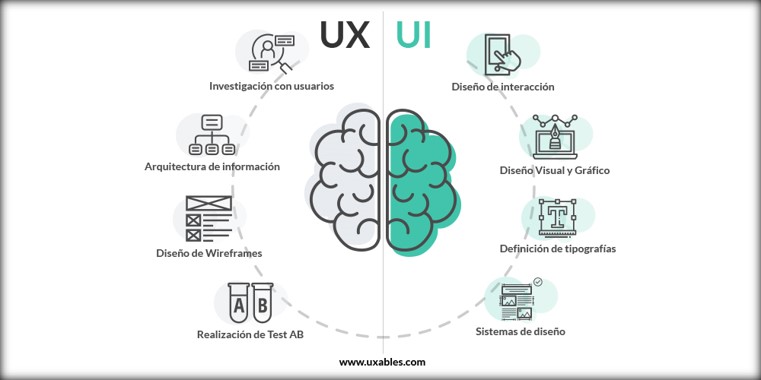 UX UI
Investigación con usuarios
Arquitectura de información
Diseño de Wireframes
A B
Realización de Test AB
Diseño de interacción
Diseño Visual y Gráfico
T
Definición de tipografías
Sistemas de diseño
www.uxables.com